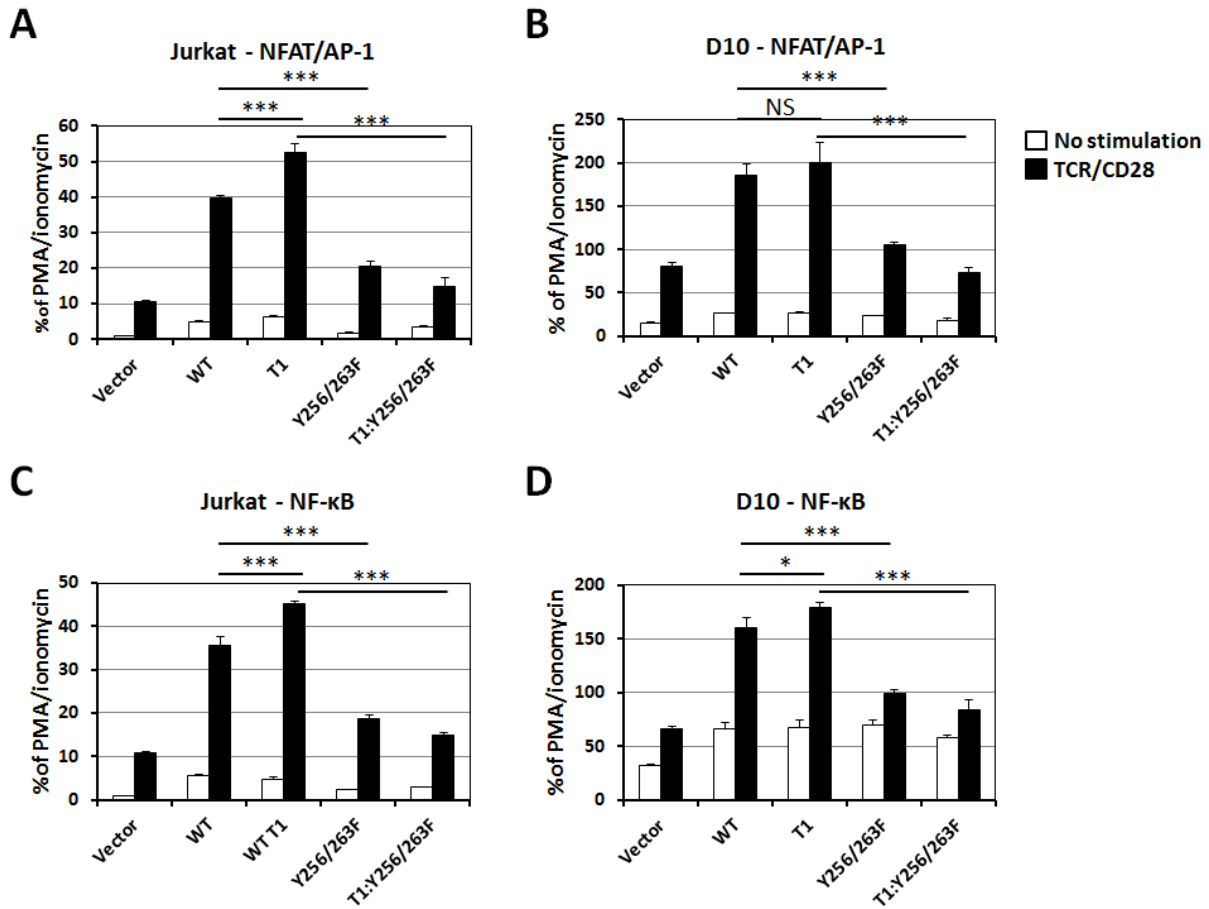 A
Jurkat - NFAT/AP-1
***
***
***
%of PMA/ionomycin
60
50
40
30
20
10
0
Vector
WT
T1
Y256/263F
T1:Y256/263F
B
D10 - NFAT/AP-1
***
NS
***
% of PMA/ionomycin
250
200
150
100
50
0
Vector
WT
T1
Y256/263F
T1:Y256/263F
No stimulation
TCR/CD28
C
Jurkat - NF-κB
***
***
***
%of PMA/ionomycin
50
40
30
20
10
0
Vector
WT
WT T1
Y256/263F
T1:Y256/263F
D
D10 - NF-κB
***
*
***
%of PMA/ionomycin
200
150
100
50
0
Vector
WT
T1
Y256/263F
T1:Y256/263F